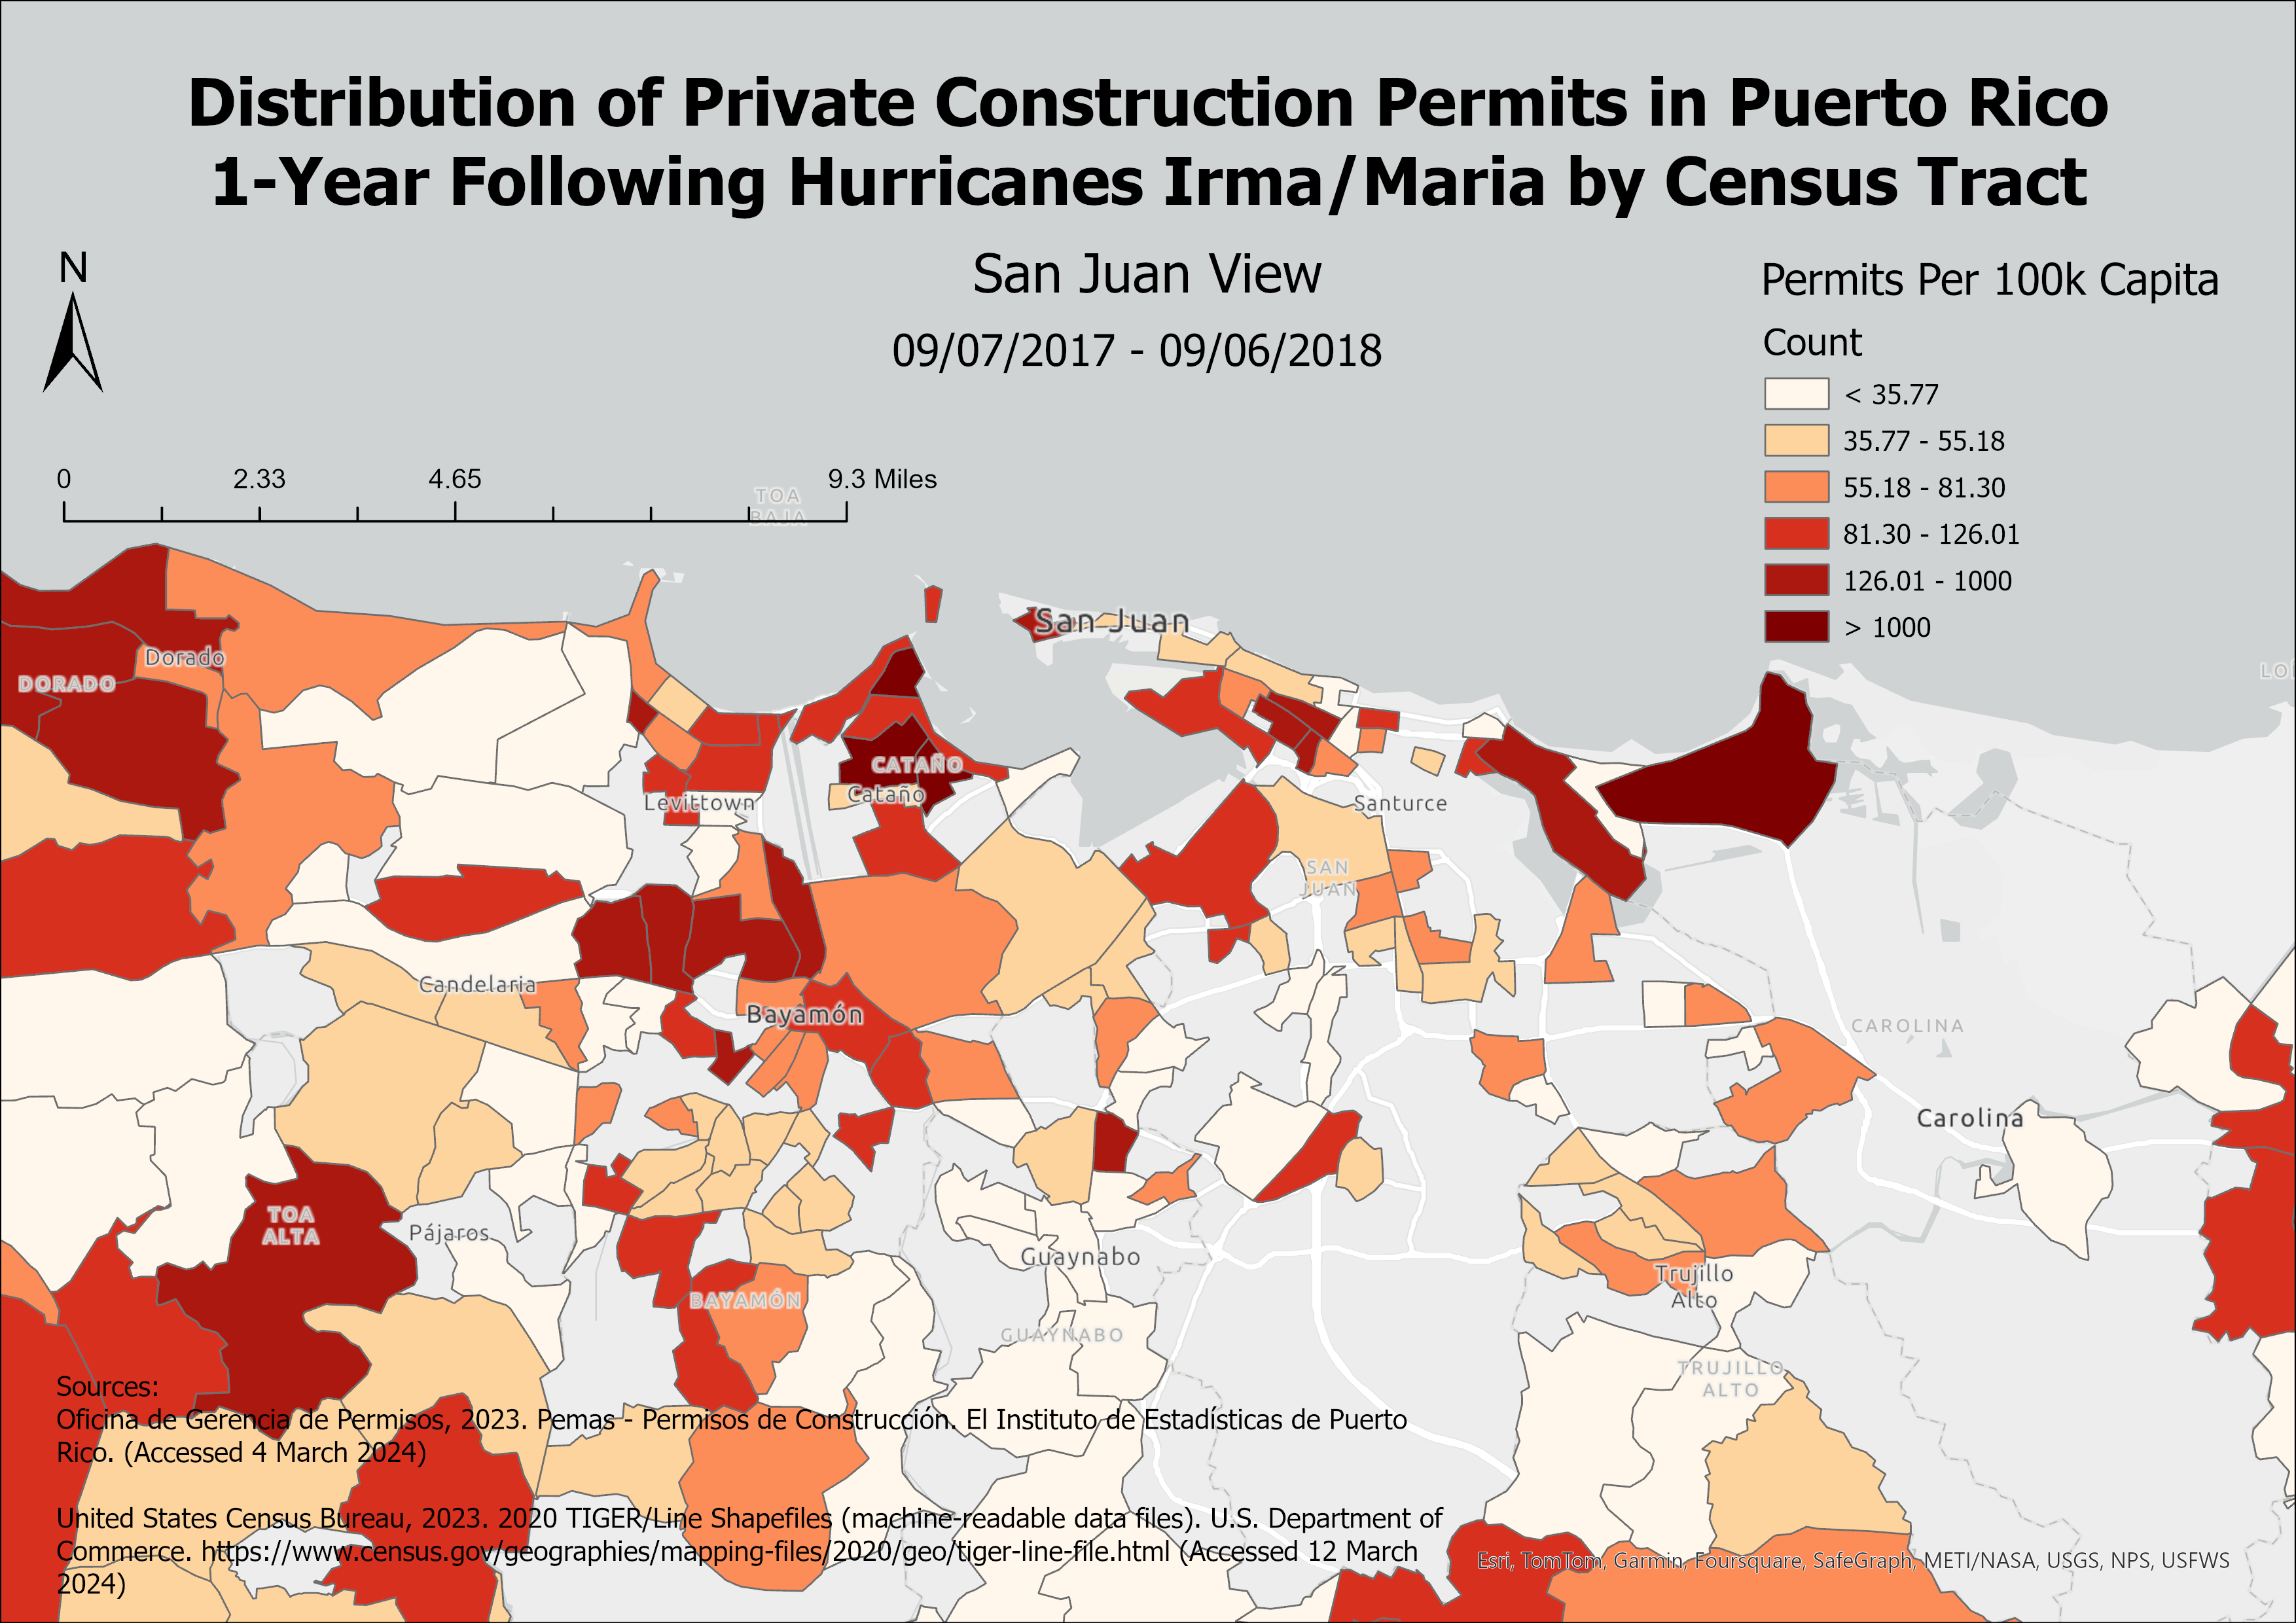 Distribution of Private Construction Permits in Puerto Rico
1-Year Following Hurricanes Irma/Maria by Census Tract
San Juan View
09/07/2017 - 09/06/2018
N
Permits Per 100k Capita
Count
< 35.77
35.77 - 55.18
55.18 - 81.30
81.30 - 126.01
126.01 - 1000
> 1000
0
2.33
4.65
9.3 Miles
TOA
BAJA
San Juan
Dorado
DORADO
LO
CATAÑO
Cataño
Levittown
Santurce
SAN
JUAN
Candelaria
Bayamón
CAROLINA
Carolina
TOA
ALTA
Pájaros
Guaynabo
Trujillo
Alto
BAYAMÓN
GUAYNABO
TRUJILLO
ALTO
Sources:
Oficina de Gerencia de Permisos, 2023. Pemas - Permisos de Construcción. El Instituto de Estadísticas de Puerto
Rico. (Accessed 4 March 2024)
United States Census Bureau, 2023. 2020 TIGER/Line Shapefiles (machine-readable data files). U.S. Department of
Commerce. https://www.census.gov/geographies/mapping-files/2020/geo/tiger-line-file.html (Accessed 12 March
2024)
Esri, TomTom, Garmin, Foursquare, SafeGraph, METI/NASA, USGS, NPS, USFWS